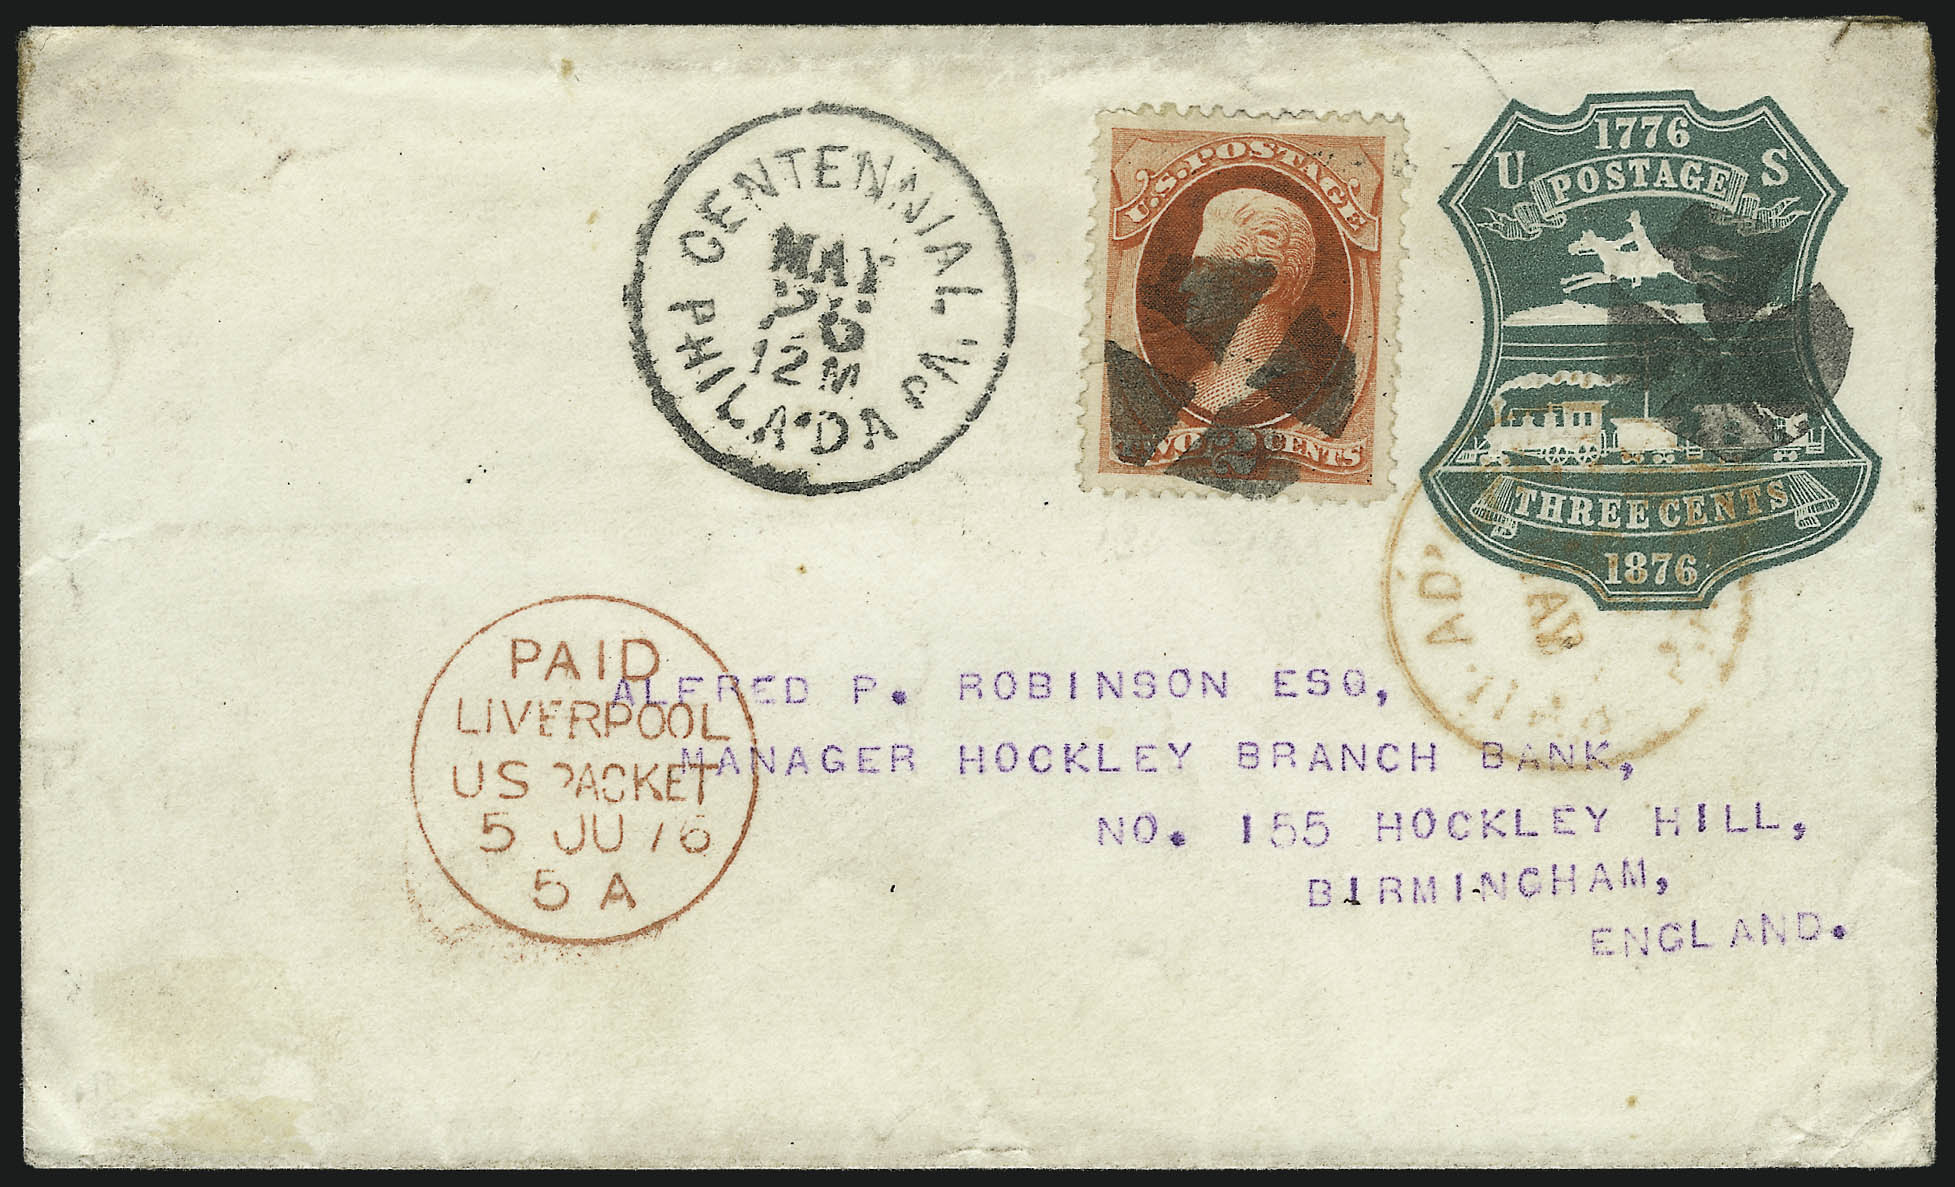 CENTENNIAL
MAY
12 M
PHILA'DA PA
U.S. POSTAGE
TWO 2 CENTS
1776
U S
POSTAGE
THREE CENTS
1876
PAID
LIVERPOOL
US PACKET
5 JU 76
5 A
ALFRED P. ROBINSON ESQ,
MANAGER HOCKLEY BRANCH BANK,
NO. 155 HOCKLEY HILL,
BIRMINGHAM,
ENGLAND.